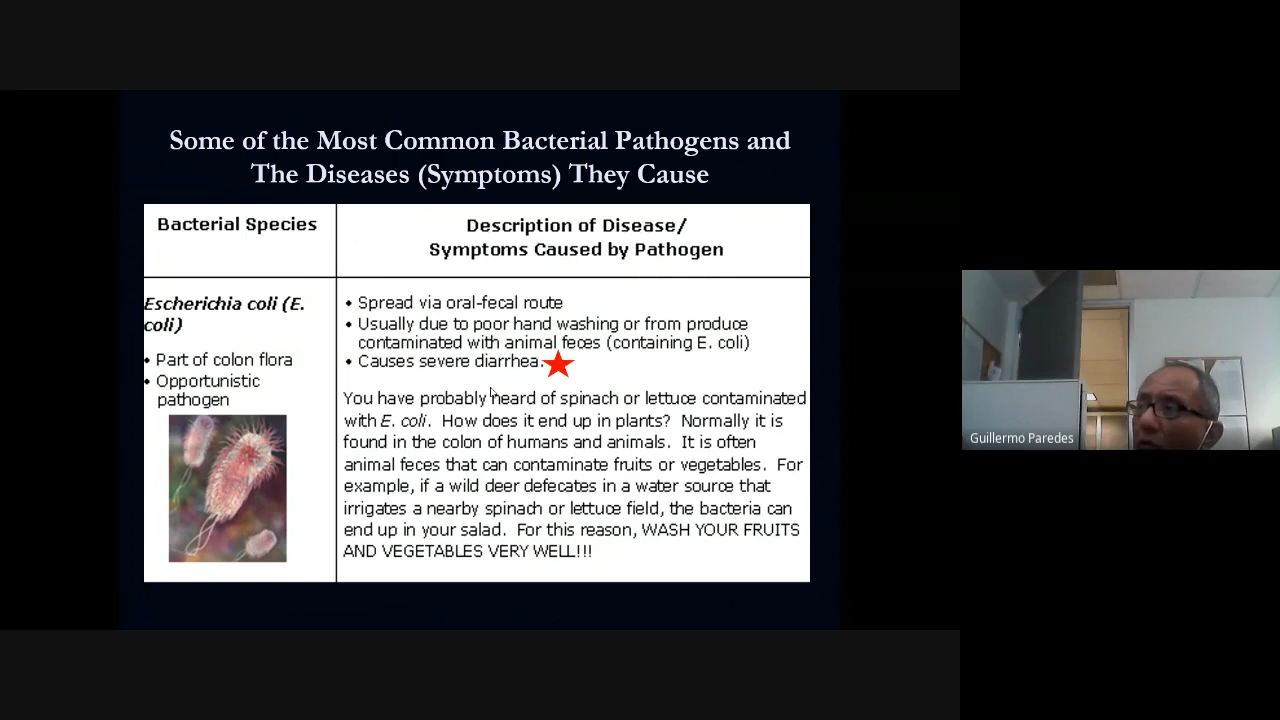 Some of the Most Common Bacterial Pathogens and
The Diseases (Symptoms) They Cause
Bacterial Species
Description of Disease/
Symptoms Caused by Pathogen
Escherichia coli (E.
coli)
• Part of colon flora
• Opportunistic
pathogen
• Spread via oral-fecal route
• Usually due to poor hand washing or from produce
contaminated with animal feces (containing E. coli)
• Causes severe diarrhea.
You have probably heard of spinach or lettuce contaminated
with E. coli. How does it end up in plants? Normally it is
found in the colon of humans and animals. It is often
animal feces that can contaminate fruits or vegetables. For
example, if a wild deer defecates in a water source that
irrigates a nearby spinach or lettuce field, the bacteria can
end up in your salad. For this reason, WASH YOUR FRUITS
AND VEGETABLES VERY WELL!!!
Guillermo Paredes